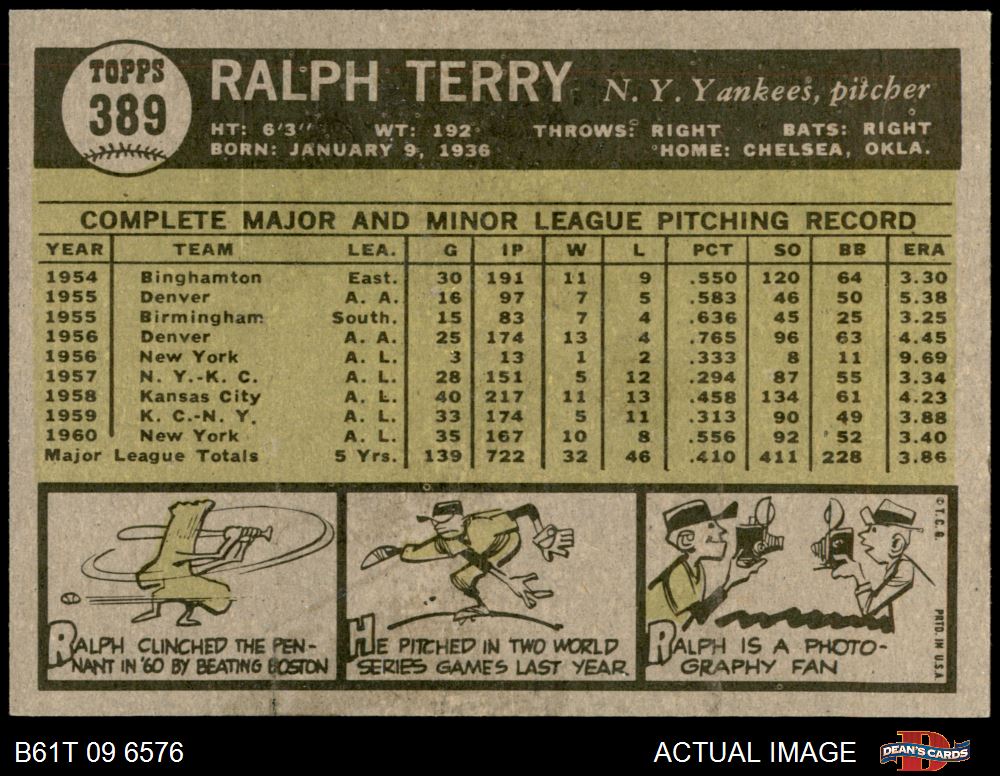 TOPPS
389
RALPH TERRY N. Y. Yankees, pitcher
HT: 6'3" WT: 192 THROWS: RIGHT BATS: RIGHT
BORN: JANUARY 9, 1936 HOME: CHELSEA, OKLA.
COMPLETE MAJOR AND MINOR LEAGUE PITCHING RECORD
YEAR TEAM LEA. G IP W L PCT SO BB ERA
1954 Binghamton East. 30 191 11 9 .550 120 64 3.30
1955 Denver A. A. 16 97 7 5 .583 46 50 5.38
1955 Birmingham South. 15 83 7 4 .636 45 25 3.25
1956 Denver A. A. 25 174 13 4 .765 96 63 4.45
1956 New York A. L. 3 13 1 2 .333 8 11 9.69
1957 N. Y.-K. C. A. L. 28 151 5 12 .294 87 55 3.34
1958 Kansas City A. L. 40 217 11 13 .458 134 61 4.23
1959 K. C.-N. Y. A. L. 33 174 5 11 .313 90 49 3.88
1960 New York A. L. 35 167 10 8 .556 92 52 3.40
Major League Totals 5 Yrs. 139 722 32 46 .410 411 228 3.86
RALPH CLINCHED THE PEN-
NANT IN '60 BY BEATING BOSTON
HE PITCHED IN TWO WORLD
SERIES GAMES LAST YEAR
RALPH IS A PHOTO-
GRAPHY FAN
© T. C. G.
PRTD. IN U.S.A
B61T 09 6576
ACTUAL IMAGE
DEAN'S CARDS